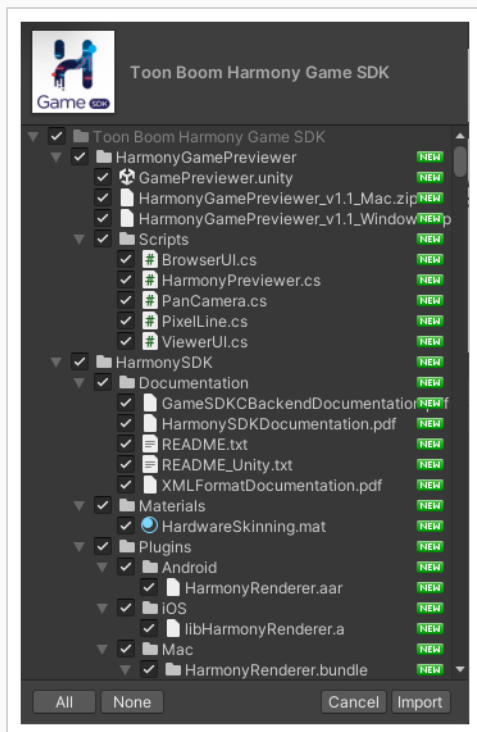 Game SDK
Toon Boom Harmony Game SDK
Toon Boom Harmony Game SDK
HarmonyGamePreviewer NEW
GamePreviewer.unity NEW
HarmonyGamePreviewer_v1.1_Mac.zip NEW
HarmonyGamePreviewer_v1.1_Window NEW p
Scripts NEW
BrowserUI.cs NEW
HarmonyPreviewer.cs NEW
PanCamera.cs NEW
PixelLine.cs NEW
ViewerUI.cs NEW
HarmonySDK NEW
Documentation NEW
GameSDKCBackendDocumentation NEW f
HarmonySDKDocumentation.pdf NEW
README.txt NEW
README_Unity.txt NEW
XMLFormatDocumentation.pdf NEW
Materials NEW
HardwareSkinning.mat NEW
Plugins NEW
Android NEW
HarmonyRenderer.aar NEW
iOS NEW
libHarmonyRenderer.a NEW
Mac NEW
HarmonyRenderer.bundle NEW
All None Cancel Import